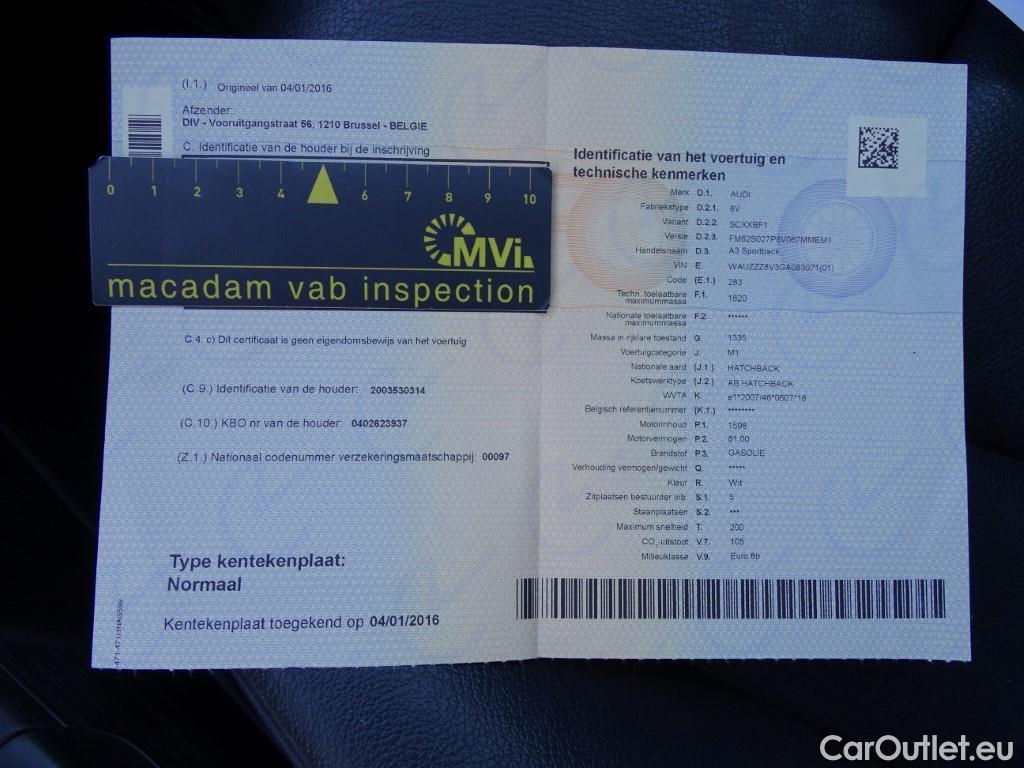 (I.1.) Origineel van 04/01/2016
Afzender:
DIV - Vooruitgangstraat 56, 1210 Brussel - BELGIE
C. Identificatie van de houder bij de inschrijving
0 1 2 3 4 6 7 8 9 10
MVi
macadam vab inspection
C.4. c) Dit certificaat is geen eigendomsbewijs van het voertuig
(C.9.) Identificatie van de houder: 2003530314
(C.10.) KBO nr van de houder: 0402623937
(Z.1.) Nationaal codenummer verzekeringsmaatschappij: 00097
Type kentekenplaat:
Normaal
Kentekenplaat toegekend op 04/01/2016
Identificatie van het voertuig en
technische kenmerken
Merk D.1. AUDI
Fabriekstype D.2.1. 8V
Variant D.2.2. SCXXBF1
Versie D.2.3. FM62S027P8V067MMEM1
Handelsnaam D.3. A3 Sportback
VIN E. WAUZZZ8V3GA083071(01)
Code (E.1.) 283
Techn. toelaatbare
maximummassa F.1. 1820
Nationale toelaatbare
maximummassa F.2. ******
Massa in rijklare toestand G. 1335
Voertuigcategorie J. M1
Nationale aard (J.1.) HATCHBACK
Koetswerktype (J.2.) AB HATCHBACK
WVTA K. e1*2007/46*0607*18
Belgisch referentienummer (K.1.) ********
Motorinhoud P.1. 1598
Motorvermogen P.2. 81.00
Brandstof P.3. GASOLIE
Verhouding vermogen/gewicht Q. *****
Kleur R. Wit
Zitplaatsen bestuurder inb. S.1. 5
Staanplaatsen S.2. ***
Maximum snelheid T. 200
CO₂-uitstoot V.7. 105
Milieuklasse V.9. Euro 6b
CarOutlet.eu